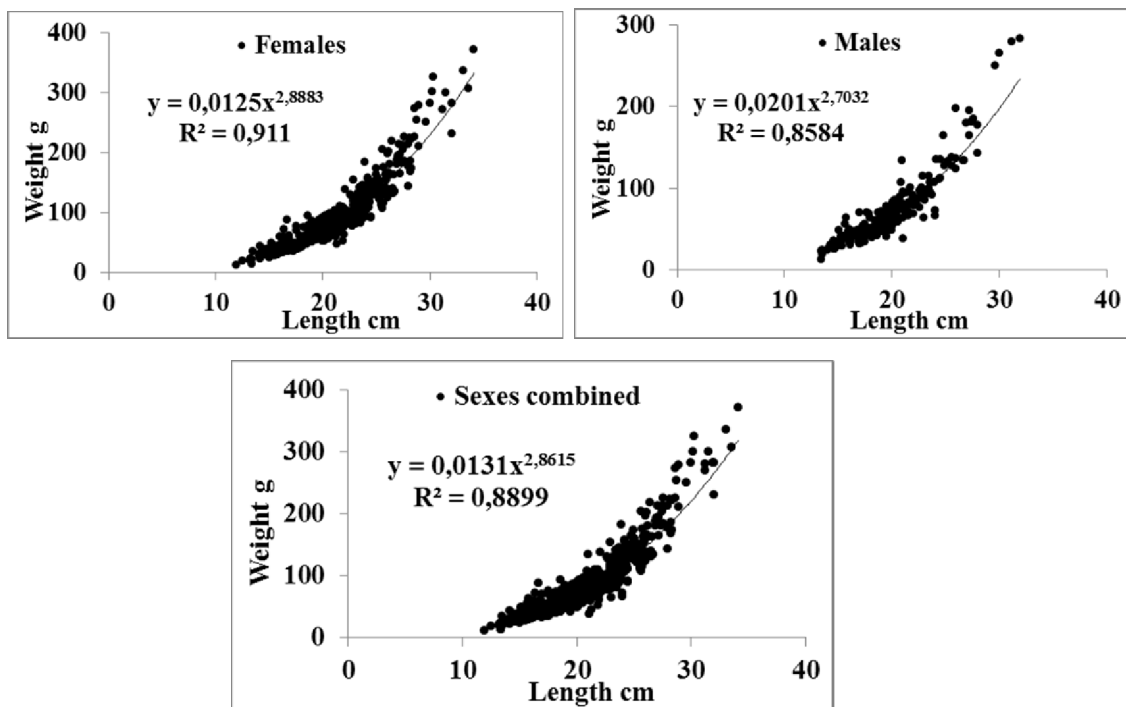 Females
y = 0,0125x^2,8883
R² = 0,911
Weight g
400
300
200
100
0
0 10 20 30 40
Length cm
Males
y = 0,0201x^2,7032
R² = 0,8584
Weight g
300
200
100
0
0 10 20 30 40
Length cm
Sexes combined
y = 0,0131x^2,8615
R² = 0,8899
Weight g
400
300
200
100
0
0 10 20 30 40
Length cm